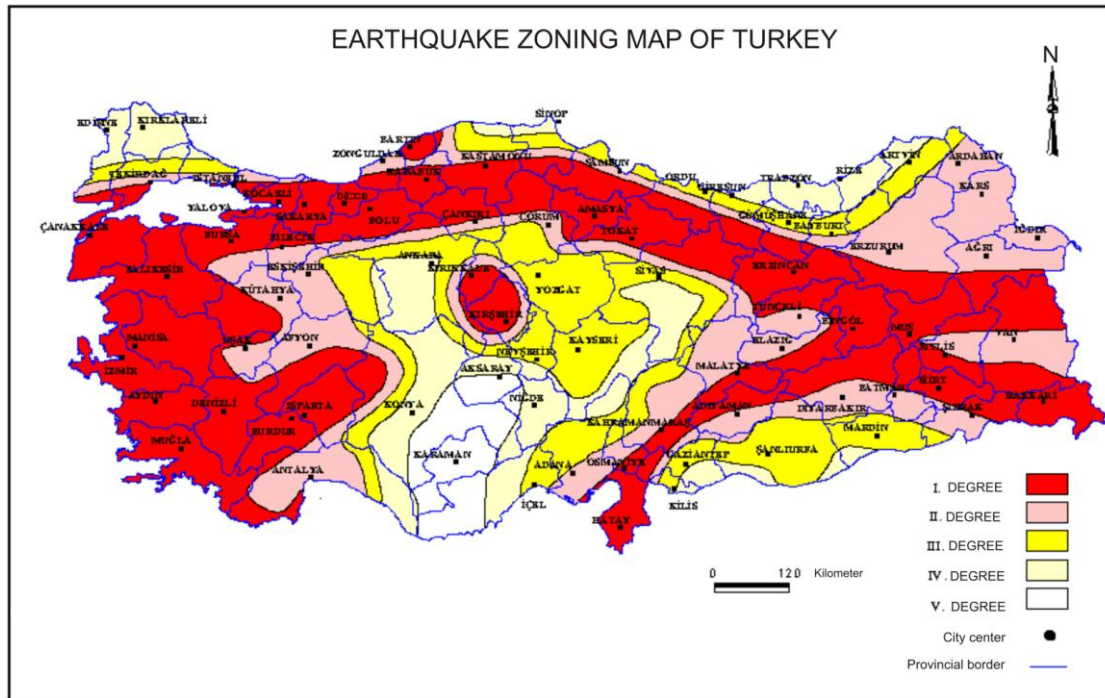 EARTHQUAKE ZONING MAP OF TURKEY
N
SİNOP
EDİRNE
KIRKLARELİ
BARTIN
ZONGULDAK
KASTAMONU
KARABUK
SAMSUN
ORDU
GİRESUN
TRABZON
RİZE
ARTVİN
ARDAHAN
KARS
TEKİRDAĞ
İSTANBUL
KOCAELİ
YALOVA
SAKARYA
DÜZCE
BOLU
ÇANKIRI
ÇORUM
AMASYA
TOKAT
GÜMÜŞHANE
BAYBURT
ERZURUM
IĞDIR
AĞRI
ÇANAKKALE
BURSA
BİLECİK
ESKİŞEHİR
ANKARA
KIRIKKALE
YOZGAT
SİVAS
ERZİNCAN
BALIKESİR
KÜTAHYA
KIRŞEHİR
TUNCELİ
BİNGÖL
MUŞ
VAN
MANİSA
UŞAK
AFYON
NEVŞEHİR
KAYSERİ
ELAZIĞ
BİTLİS
İZMİR
AKSARAY
MALATYA
AYDIN
DENİZLİ
ISPARTA
KONYA
NİĞDE
KAHRAMANMARAŞ
ADIYAMAN
DİYARBAKIR
BATMAN
SİİRT
ŞIRNAK
HAKKARİ
BURDUR
MUĞLA
KARAMAN
ADANA
OSMANİYE
GAZİANTEP
ŞANLIURFA
MARDİN
ANTALYA
İÇEL
KİLİS
HATAY
0 120 Kilometer
I. DEGREE
II. DEGREE
III. DEGREE
IV. DEGREE
V. DEGREE
City center
Provincial border